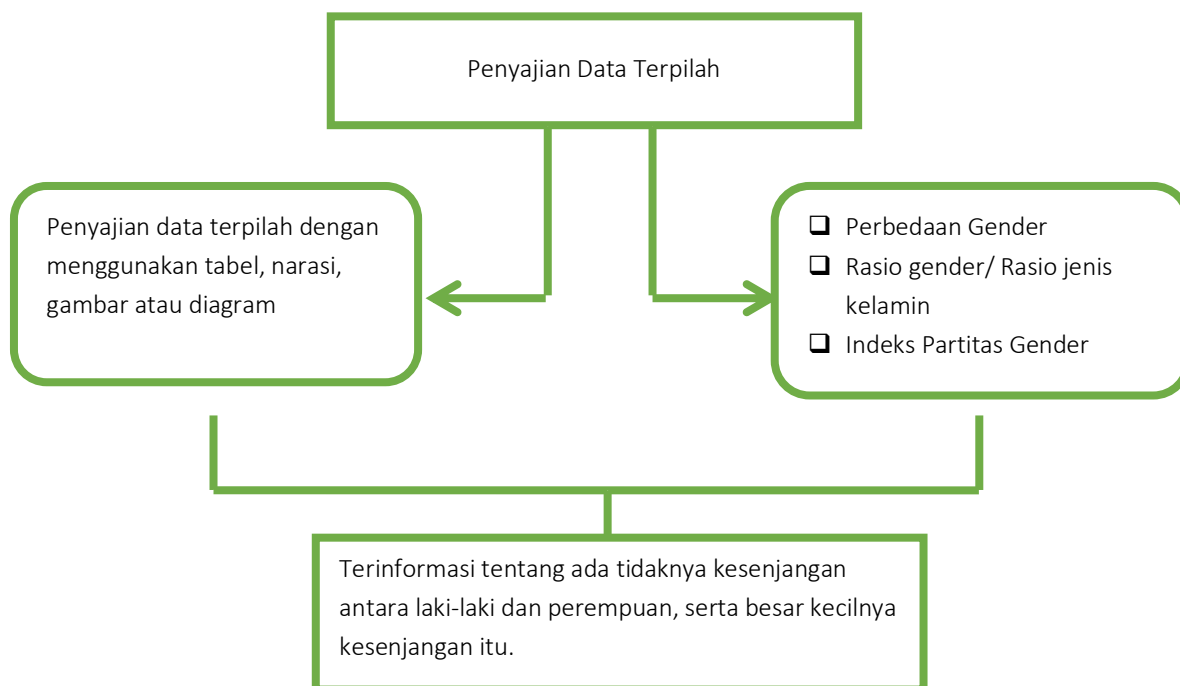 Penyajian Data Terpilah
Penyajian data terpilah dengan
menggunakan tabel, narasi,
gambar atau diagram
❑ Perbedaan Gender
❑ Rasio gender/ Rasio jenis
kelamin
❑ Indeks Partitas Gender
Terinformasi tentang ada tidaknya kesenjangan
antara laki-laki dan perempuan, serta besar kecilnya
kesenjangan itu.